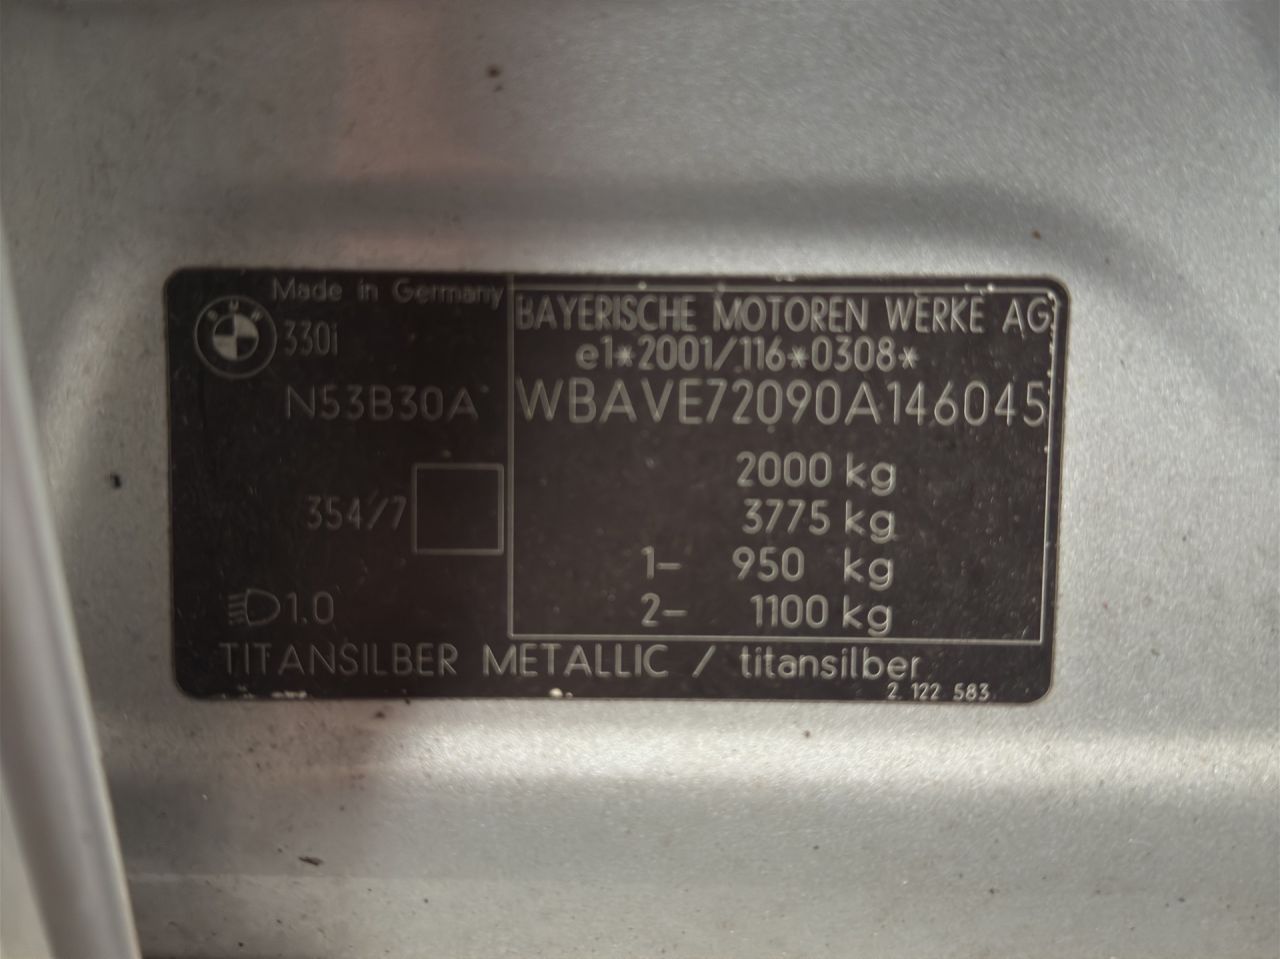 Made in Germany
BMW
330i
N53B30A
354/7
1.0
BAYERISCHE MOTOREN WERKE AG
e1*2001/116*0308*
WBAVE72090A146045
2000 kg
3775 kg
1- 950 kg
2- 1100 kg
TITANSILBER METALLIC / titansilber
2 122 583